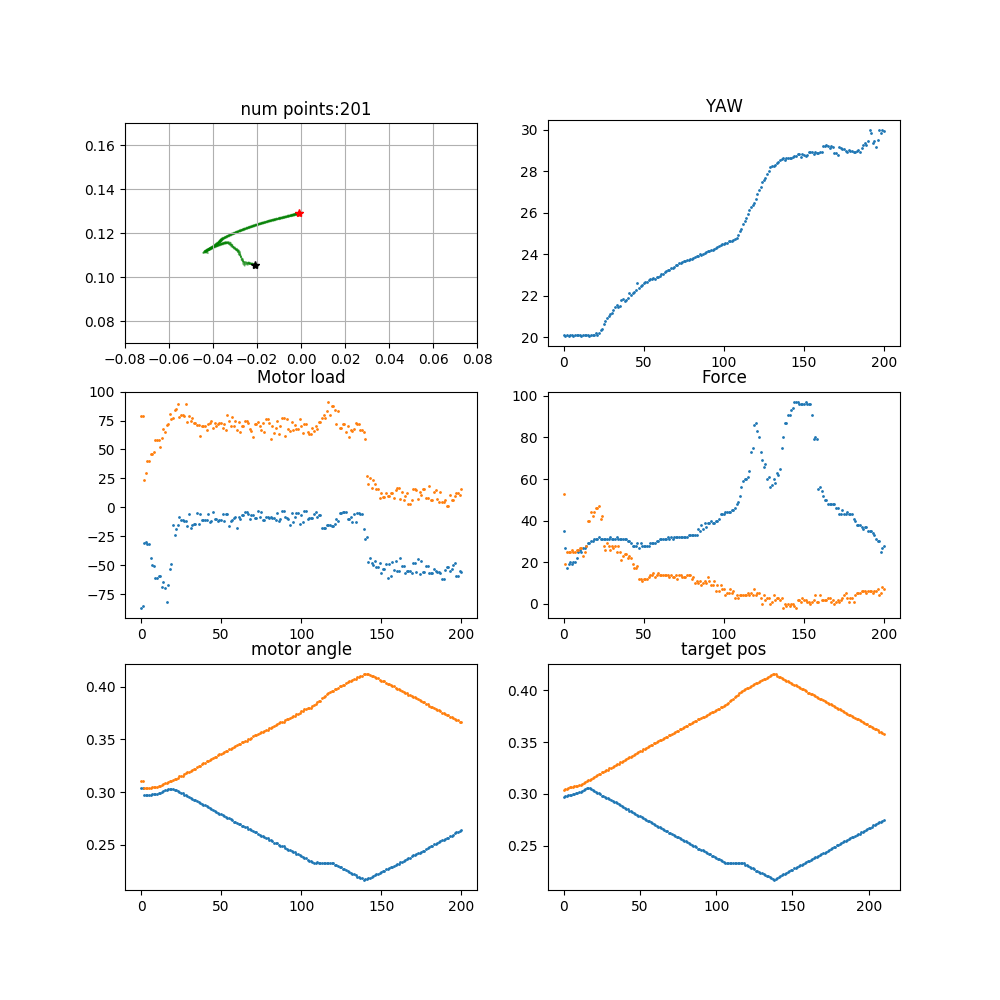 num points:201
YAW
0.16
0.14
0.12
0.10
0.08
−0.08 −0.06 −0.04 −0.02 0.00 0.02 0.04 0.06 0.08
30
28
26
24
22
20
0 50 100 150 200
Motor load
Force
100
75
50
25
0
−25
−50
−75
0 50 100 150 200
100
80
60
40
20
0
0 50 100 150 200
motor angle
target pos
0.40
0.35
0.30
0.25
0 50 100 150 200
0.40
0.35
0.30
0.25
0 50 100 150 200